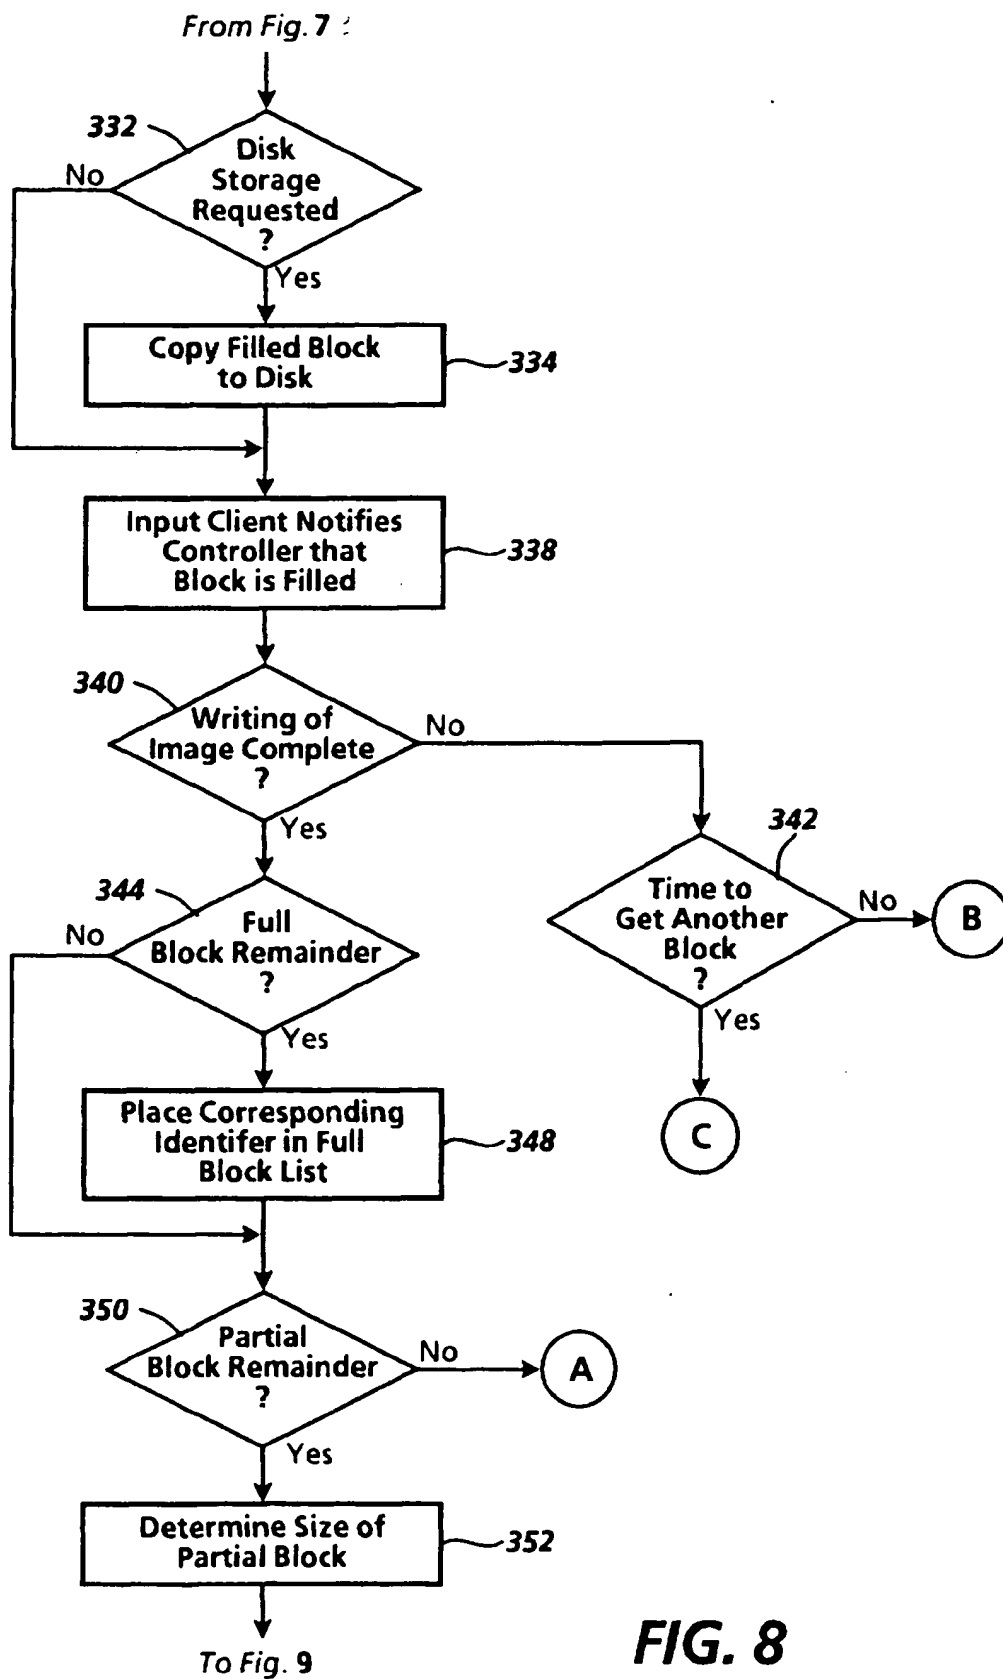 From Fig. 7
332
Disk
Storage
Requested
?
No
Yes
Copy Filled Block
to Disk
334
Input Client Notifies
Controller that
Block is Filled
338
340
Writing of
Image Complete
?
No
Yes
342
Time to
Get Another
Block
?
No
B
Yes
C
344
Full
Block Remainder
?
No
Yes
Place Corresponding
Identifer in Full
Block List
348
350
Partial
Block Remainder
?
No
A
Yes
Determine Size of
Partial Block
352
To Fig. 9
FIG. 8